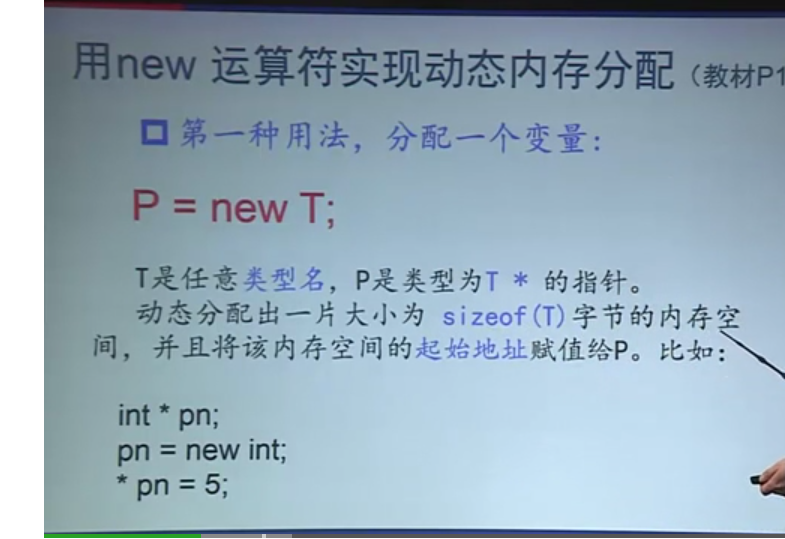 用new 运算符实现动态内存分配（教材P1
第一种用法，分配一个变量：
P = new T;
T是任意类型名，P是类型为T * 的指针。
动态分配出一片大小为 sizeof(T)字节的内存空
间，并且将该内存空间的起始地址赋值给P。比如：
int * pn;
pn = new int;
* pn = 5;